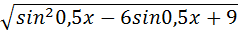 √(sin²0,5x − 6sin0,5x + 9)